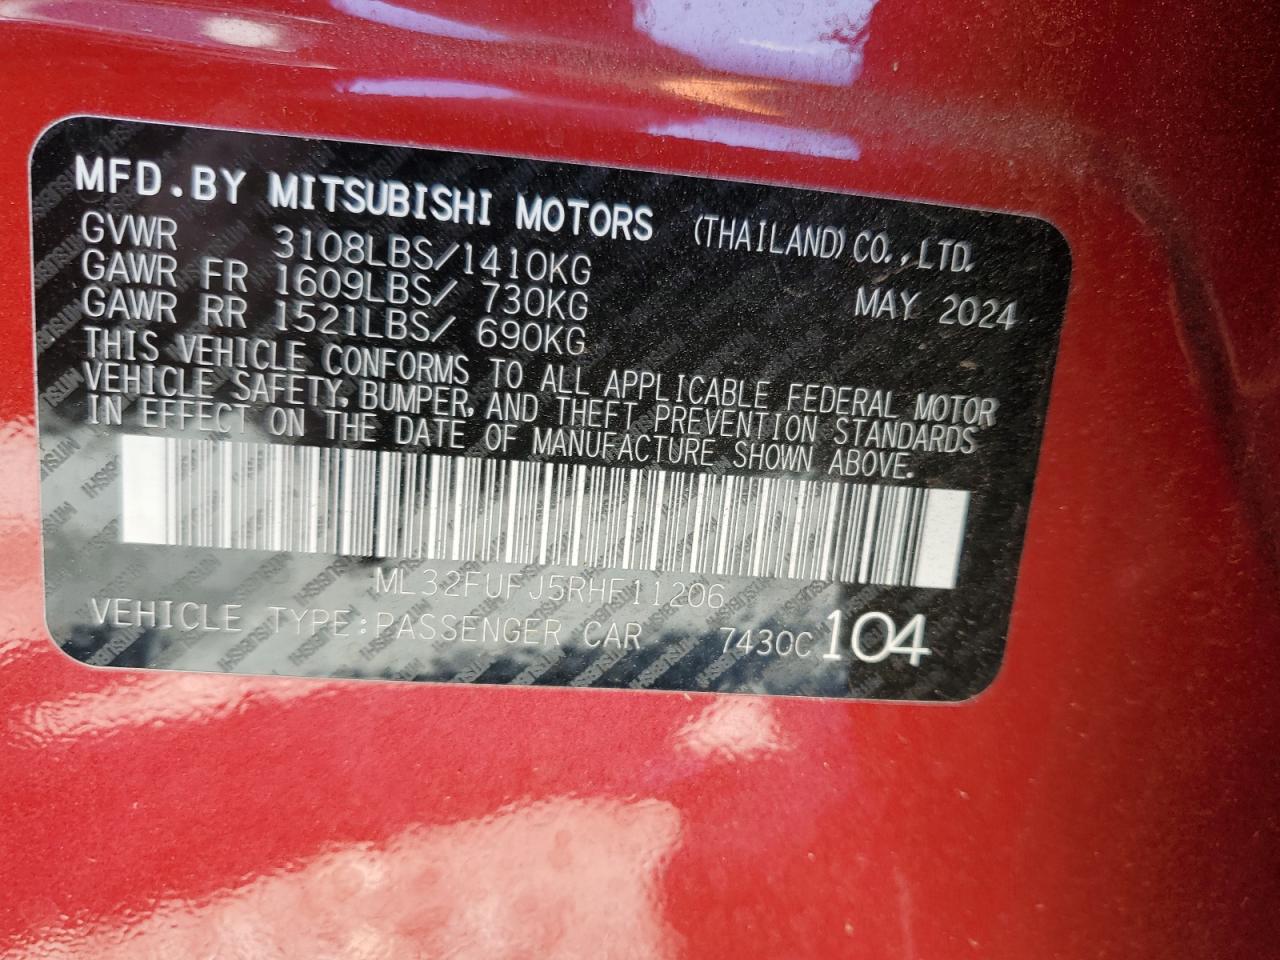 MFD.BY MITSUBISHI MOTORS (THAILAND) CO., LTD.
GVWR 3108LBS/1410KG
GAWR FR 1609LBS/ 730KG MAY 2024
GAWR RR 1521LBS/ 690KG
THIS VEHICLE CONFORMS TO ALL APPLICABLE FEDERAL MOTOR
VEHICLE SAFETY, BUMPER, AND THEFT PREVENTION STANDARDS
IN EFFECT ON THE DATE OF MANUFACTURE SHOWN ABOVE.
ML32FUFJ5RHF11206
VEHICLE TYPE:PASSENGER CAR 7430C 104